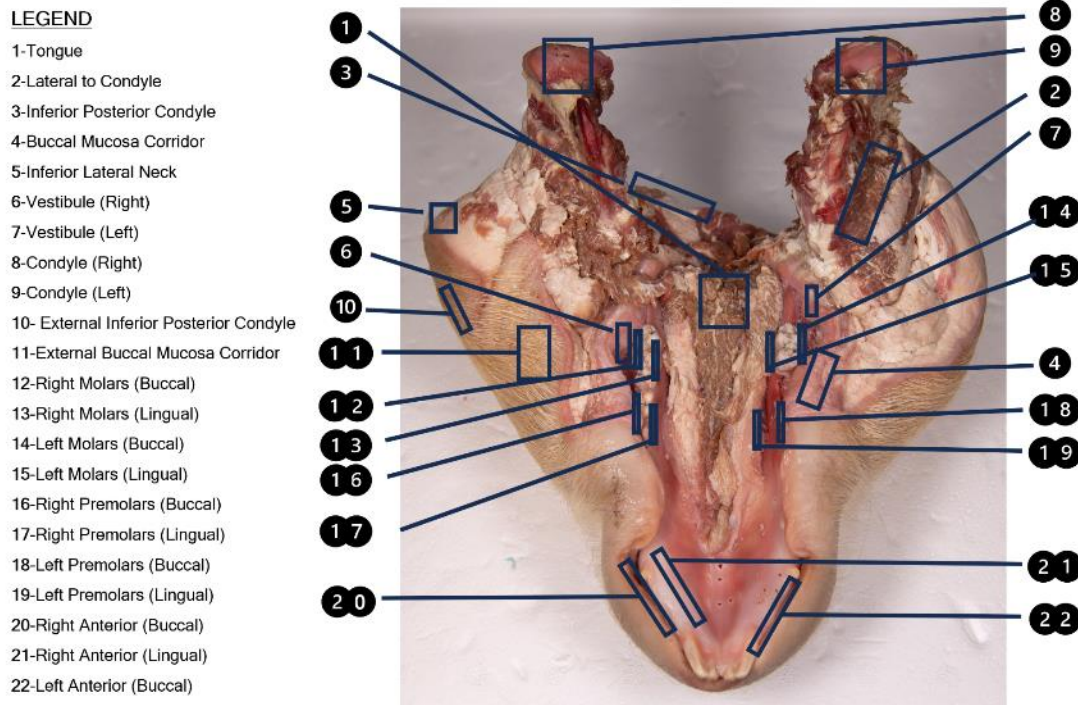 LEGEND
1-Tongue
2-Lateral to Condyle
3-Inferior Posterior Condyle
4-Buccal Mucosa Corridor
5-Inferior Lateral Neck
6-Vestibule (Right)
7-Vestibule (Left)
8-Condyle (Right)
9-Condyle (Left)
10- External Inferior Posterior Condyle
11-External Buccal Mucosa Corridor
12-Right Molars (Buccal)
13-Right Molars (Lingual)
14-Left Molars (Buccal)
15-Left Molars (Lingual)
16-Right Premolars (Buccal)
17-Right Premolars (Lingual)
18-Left Premolars (Buccal)
19-Left Premolars (Lingual)
20-Right Anterior (Buccal)
21-Right Anterior (Lingual)
22-Left Anterior (Buccal)
1
3
5
6
10
11
12
13
16
17
20
8
9
2
7
14
15
4
18
19
21
22